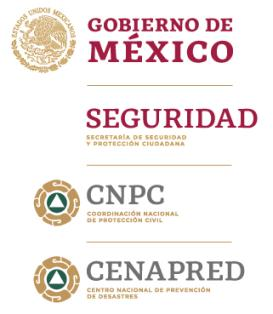 ESTADOS UNIDOS MEXICANOS
GOBIERNO DE
MÉXICO
SEGURIDAD
SECRETARÍA DE SEGURIDAD
Y PROTECCIÓN CIUDADANA
CNPC
COORDINACIÓN NACIONAL
DE PROTECCIÓN CIVIL
CENAPRED
CENTRO NACIONAL DE PREVENCIÓN
DE DESASTRES